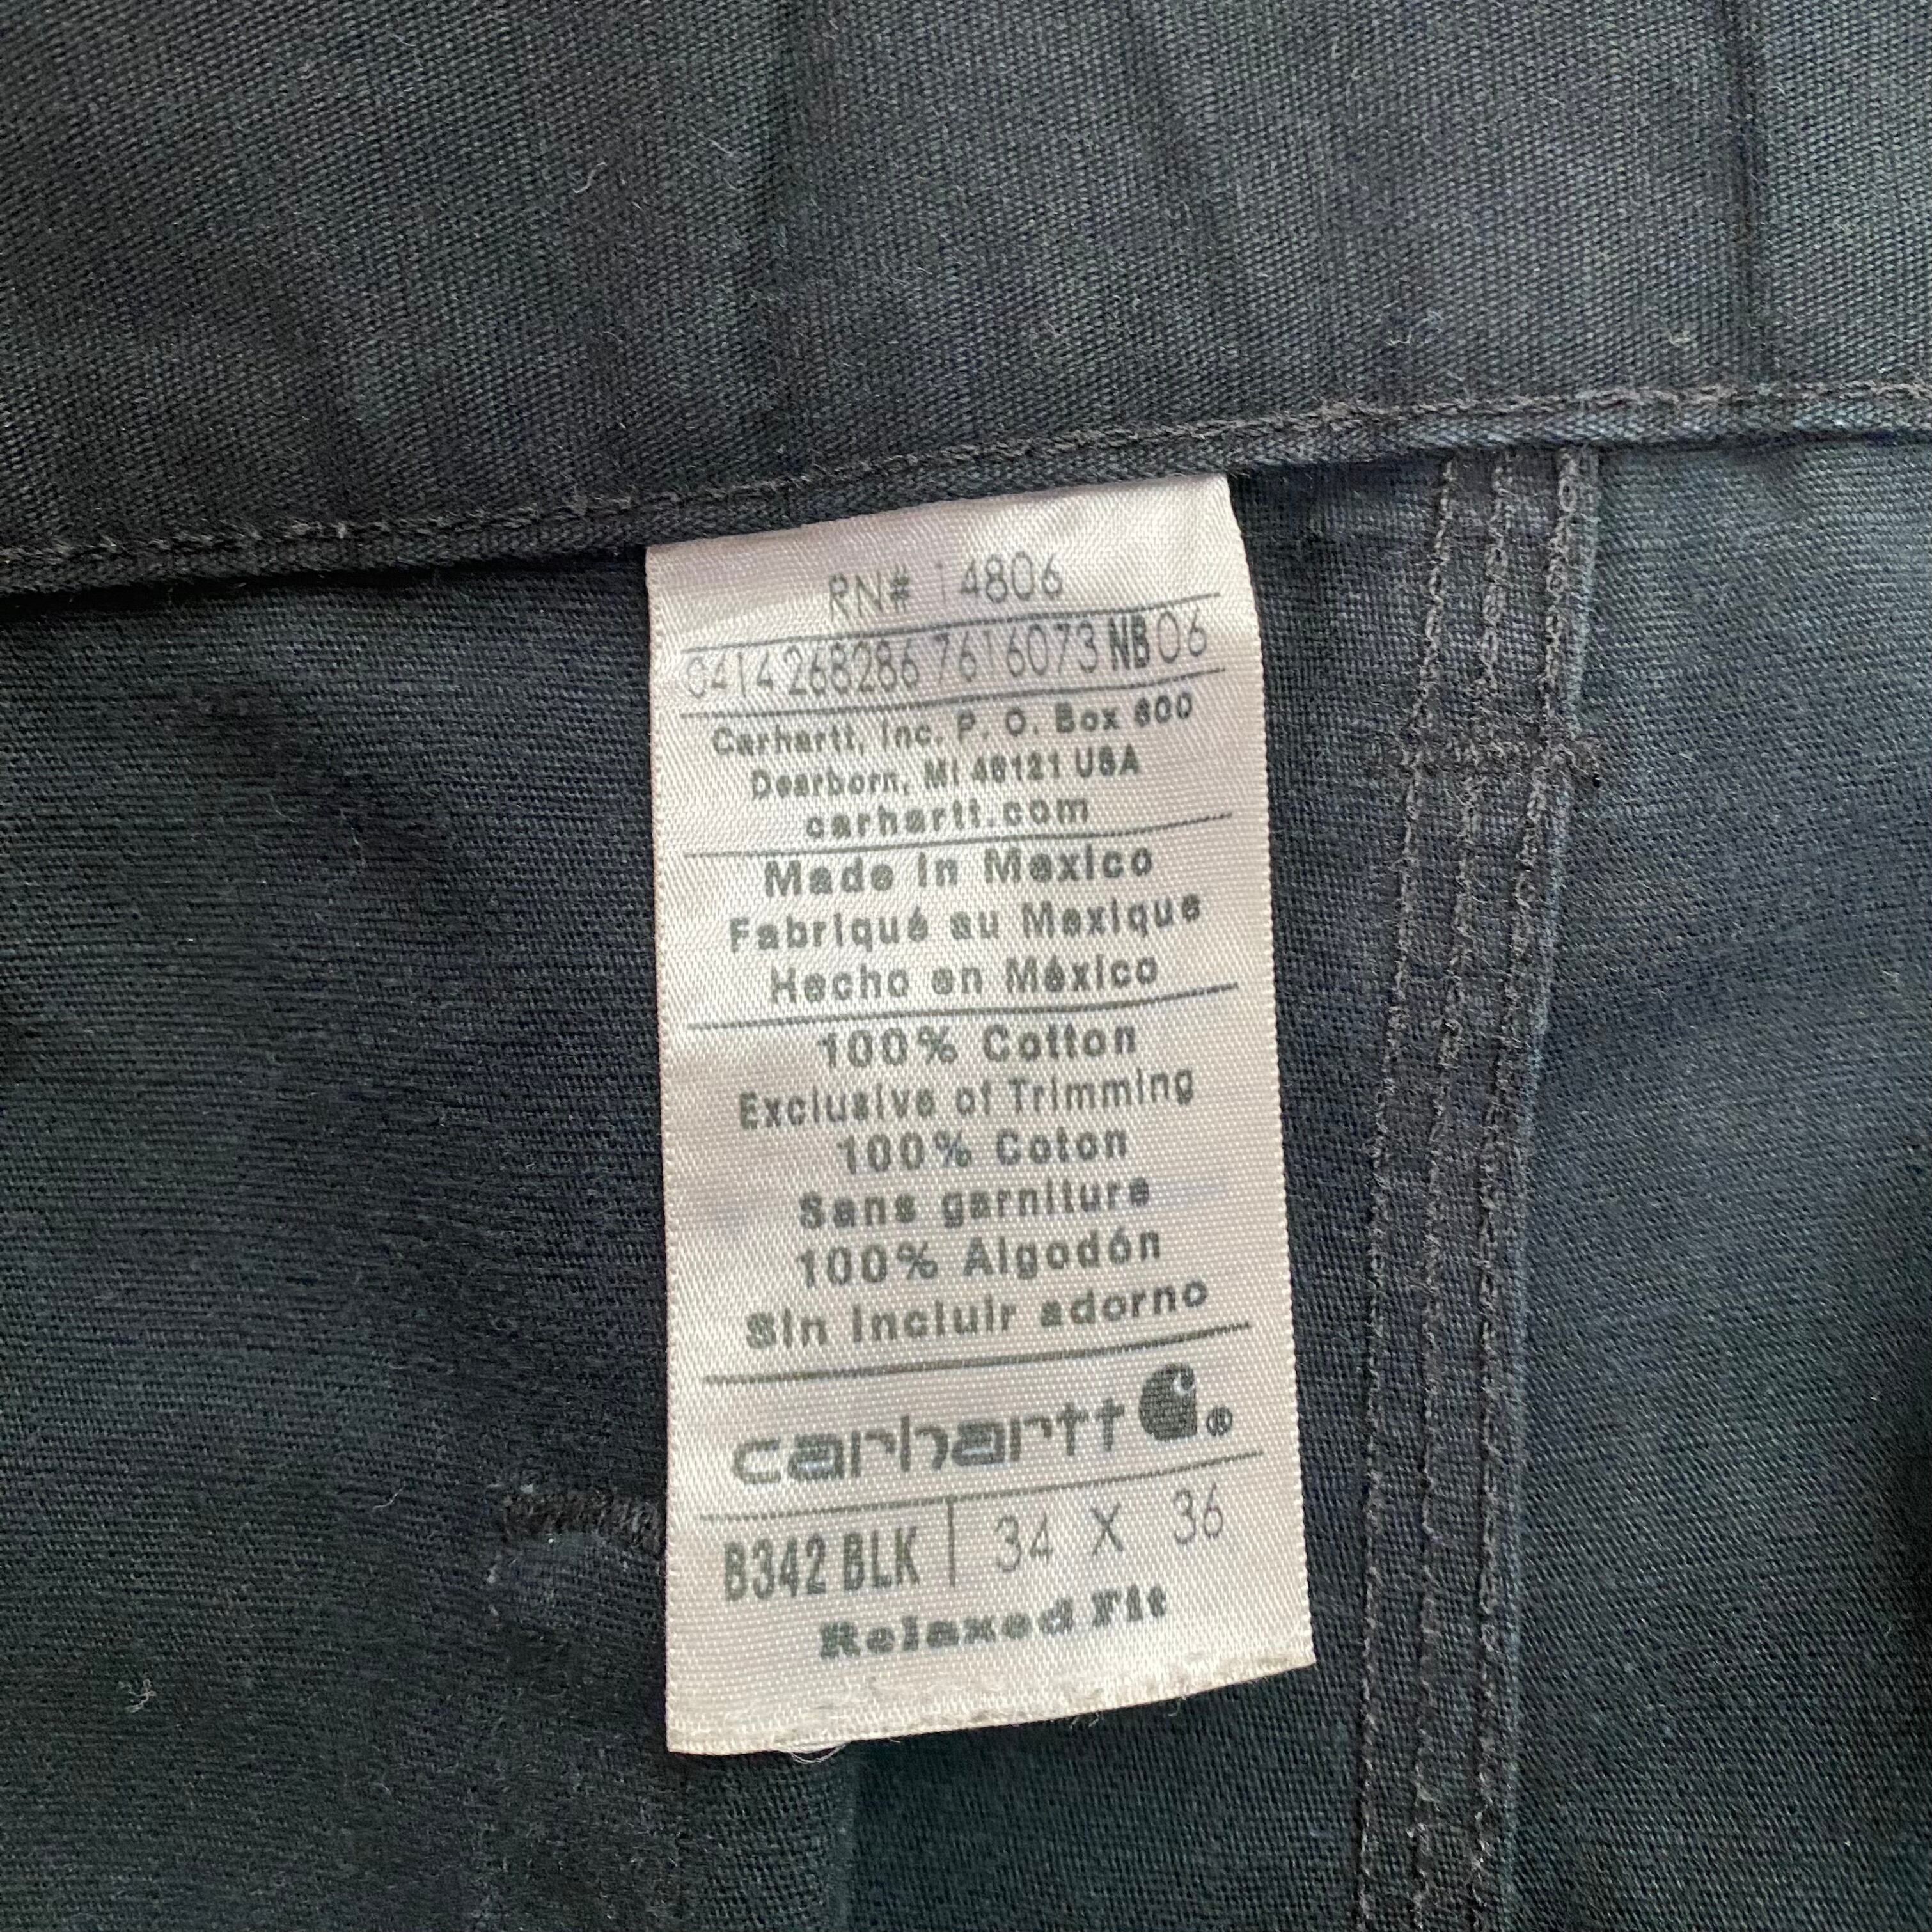 RN# 14806
0414 268286 7616073 NB 06
Carhartt, Inc. P. O. Box 600
Dearborn, MI 48121 USA
carhartt.com
Made in Mexico
Fabriqué au Mexique
Hecho en México
100% Cotton
Exclusive of Trimming
100% Coton
Sans garniture
100% Algodón
Sin incluir adorno
carhartt ®
B342 BLK | 34 X 36
Relaxed Fit